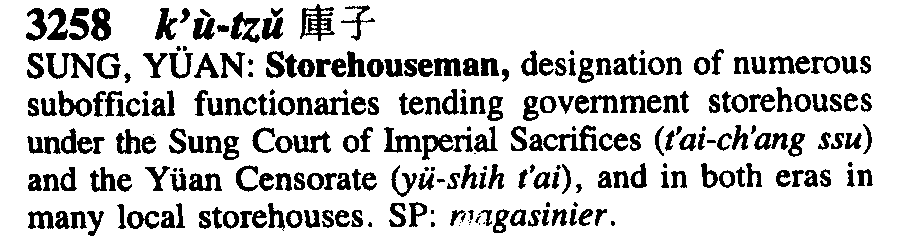 3258 k’ù-tzŭ 庫子
SUNG, YÜAN: Storehouseman, designation of numerous
subofficial functionaries tending government storehouses
under the Sung Court of Imperial Sacrifices (t’ai-ch’ang ssu)
and the Yüan Censorate (yü-shih t’ai), and in both eras in
many local storehouses. SP: magasinier.